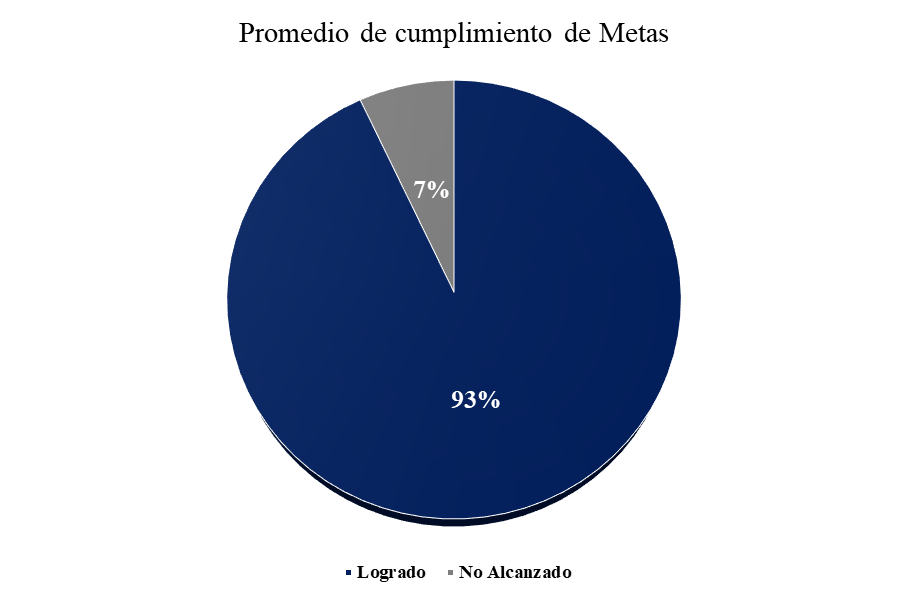 Promedio de cumplimiento de Metas
7%
93%
Logrado No Alcanzado